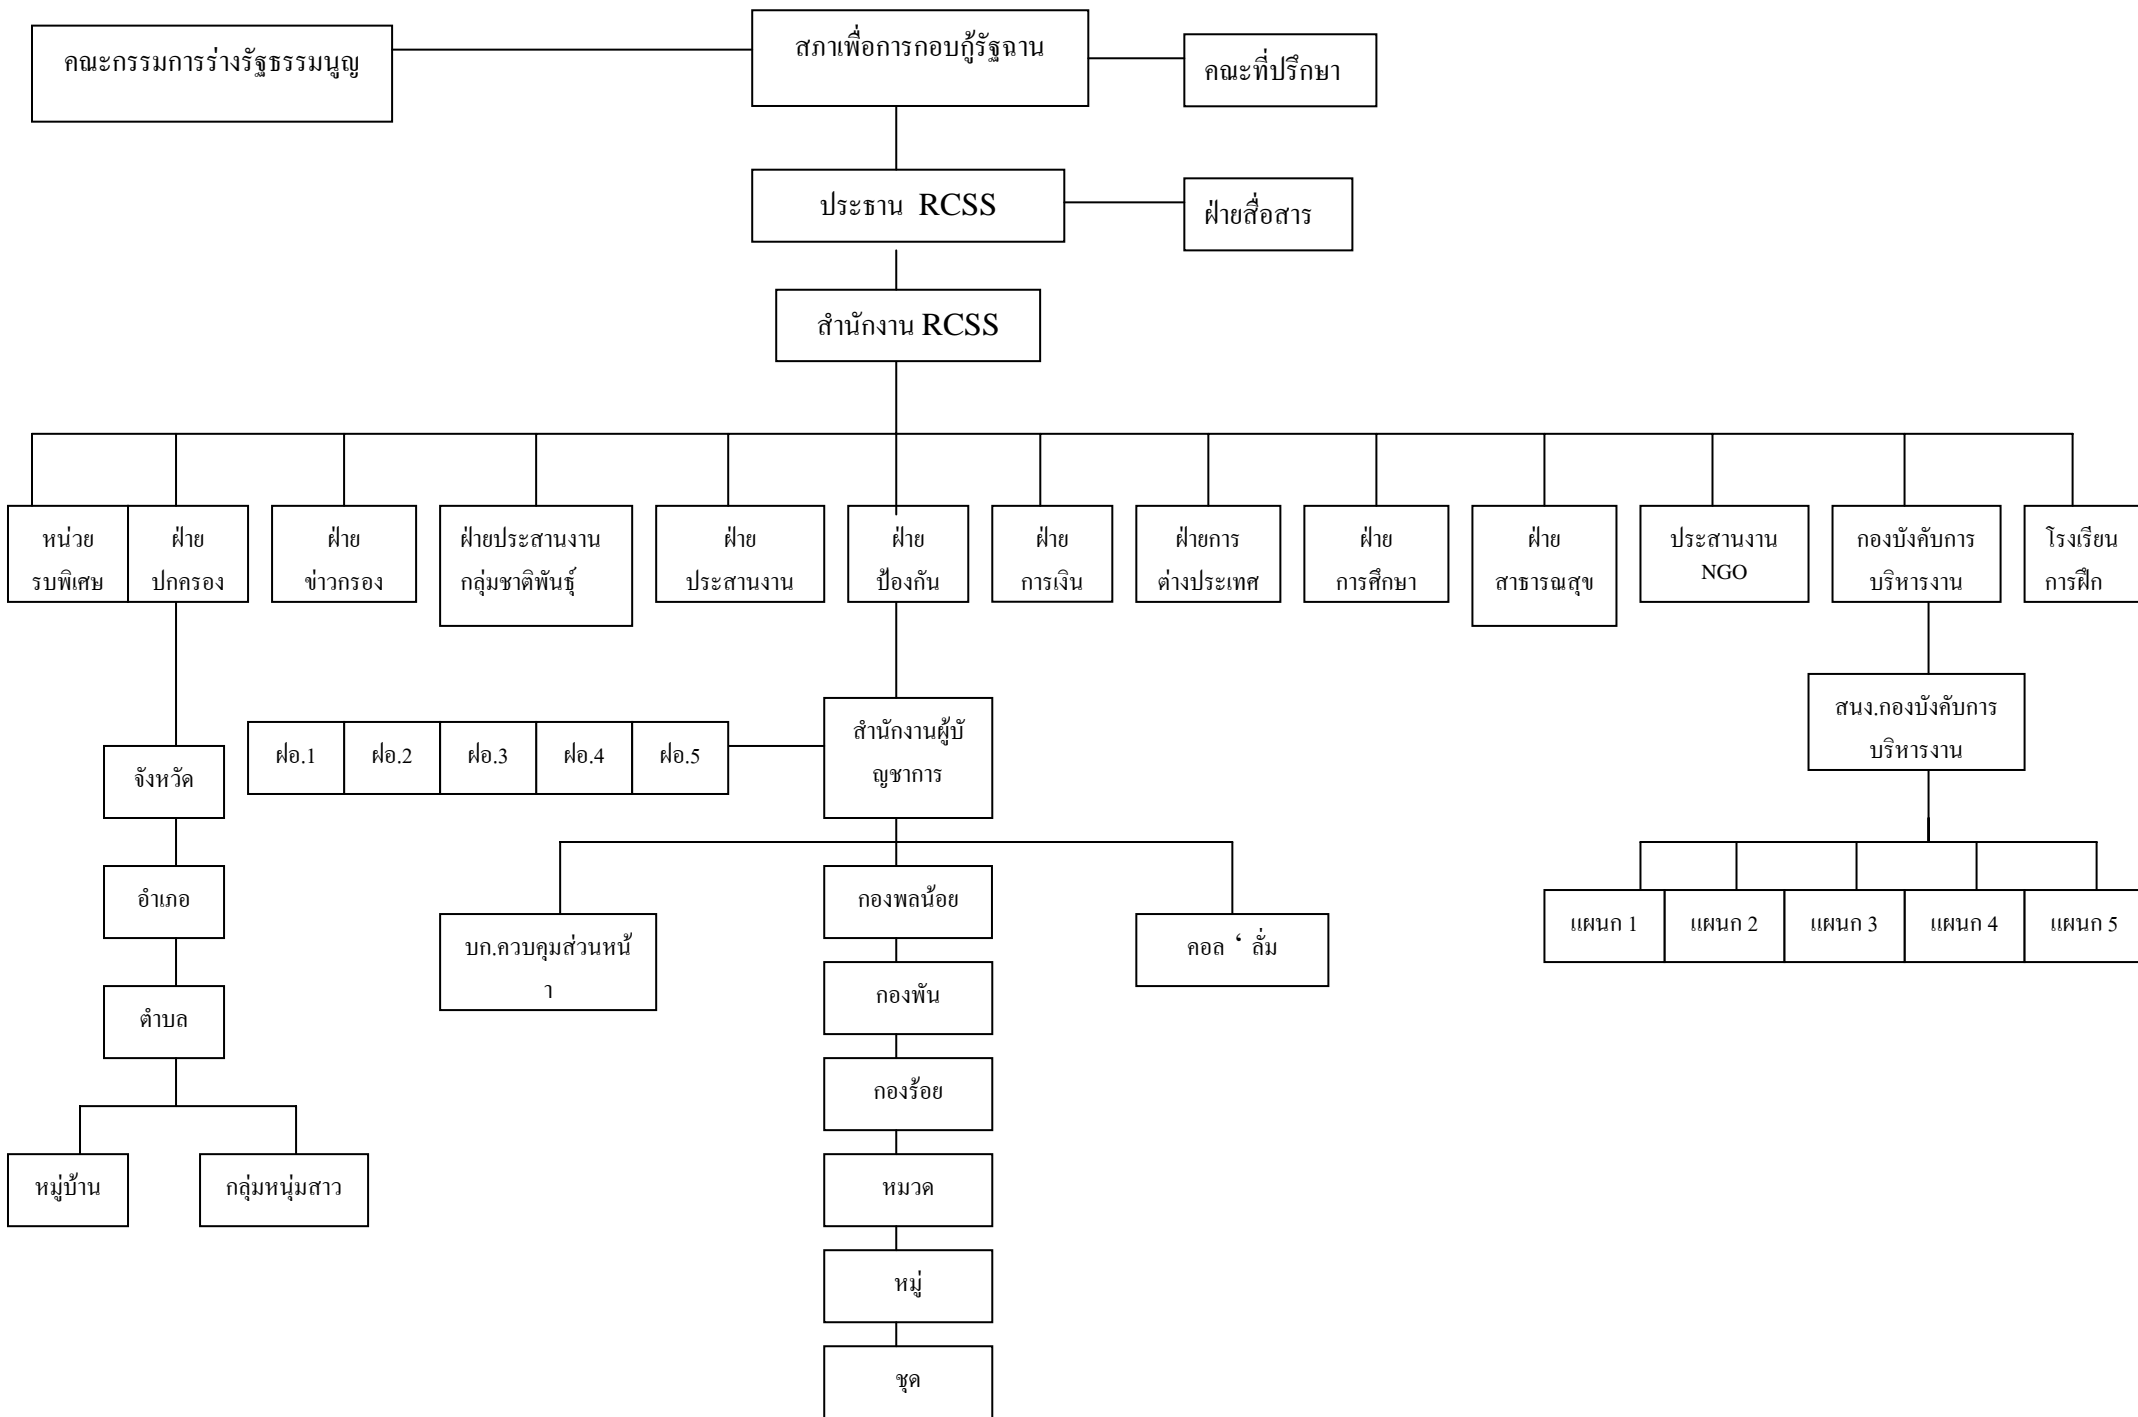 คณะกรรมการร่างรัฐธรรมนูญ
สภาเพื่อการกอบกู้รัฐฉาน
คณะที่ปรึกษา
ประธาน RCSS
ฝ่ายสื่อสาร
สำนักงาน RCSS
หน่วย
รบพิเศษ
ฝ่าย
ปกครอง
ฝ่าย
ข่าวกรอง
ฝ่ายประสานงาน
กลุ่มชาติพันธุ์
ฝ่าย
ประสานงาน
ฝ่าย
ป้องกัน
ฝ่าย
การเงิน
ฝ่ายการ
ต่างประเทศ
ฝ่าย
การศึกษา
ฝ่าย
สาธารณสุข
ประสานงาน
NGO
กองบังคับการ
บริหารงาน
โรงเรียน
การฝึก
ฝอ.1
ฝอ.2
ฝอ.3
ฝอ.4
ฝอ.5
สำนักงานผู้บั
ญชาการ
สนง.กองบังคับการ
บริหารงาน
จังหวัด
อำเภอ
ตำบล
หมู่บ้าน
กลุ่มหนุ่มสาว
บก.ควบคุมส่วนหน้
า
กองพลน้อย
คอล ‘ ลั่ม
กองพัน
กองร้อย
หมวด
หมู่
ชุด
แผนก 1
แผนก 2
แผนก 3
แผนก 4
แผนก 5